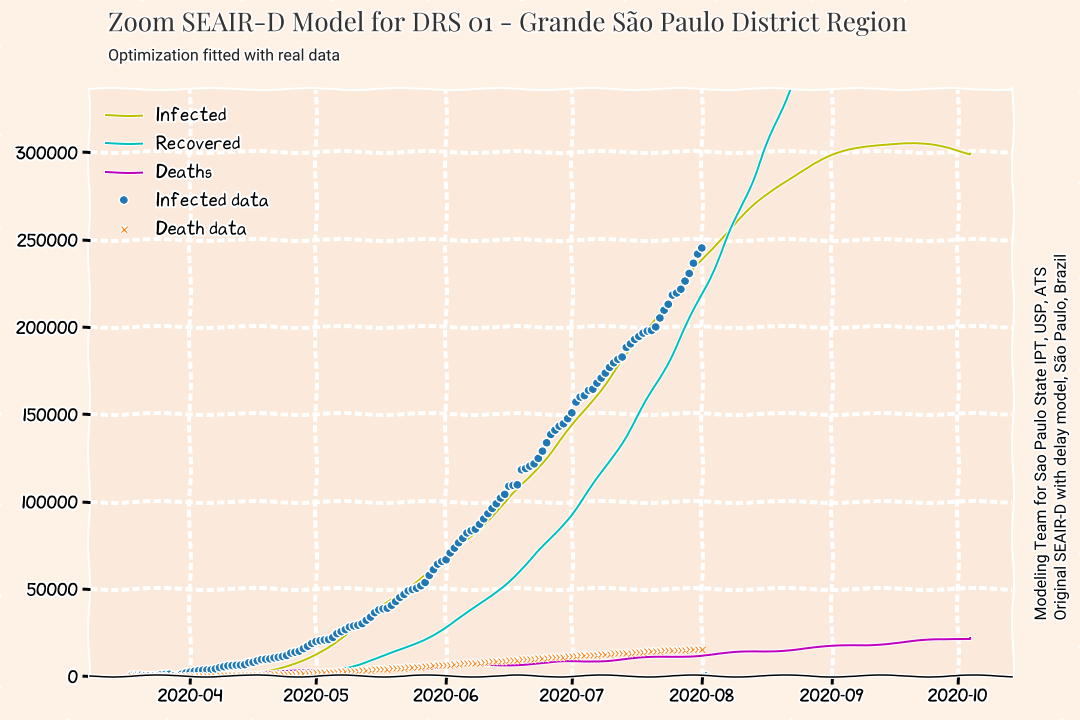 Zoom SEAIR-D Model for DRS 01 - Grande São Paulo District Region
Optimization fitted with real data
Infected
Recovered
Deaths
Infected data
Death data
300000
250000
200000
150000
100000
50000
0
2020-04
2020-05
2020-06
2020-07
2020-08
2020-09
2020-10
Modeling Team for Sao Paulo State IPT, USP, ATS
Original SEAIR-D with delay model, São Paulo, Brazil